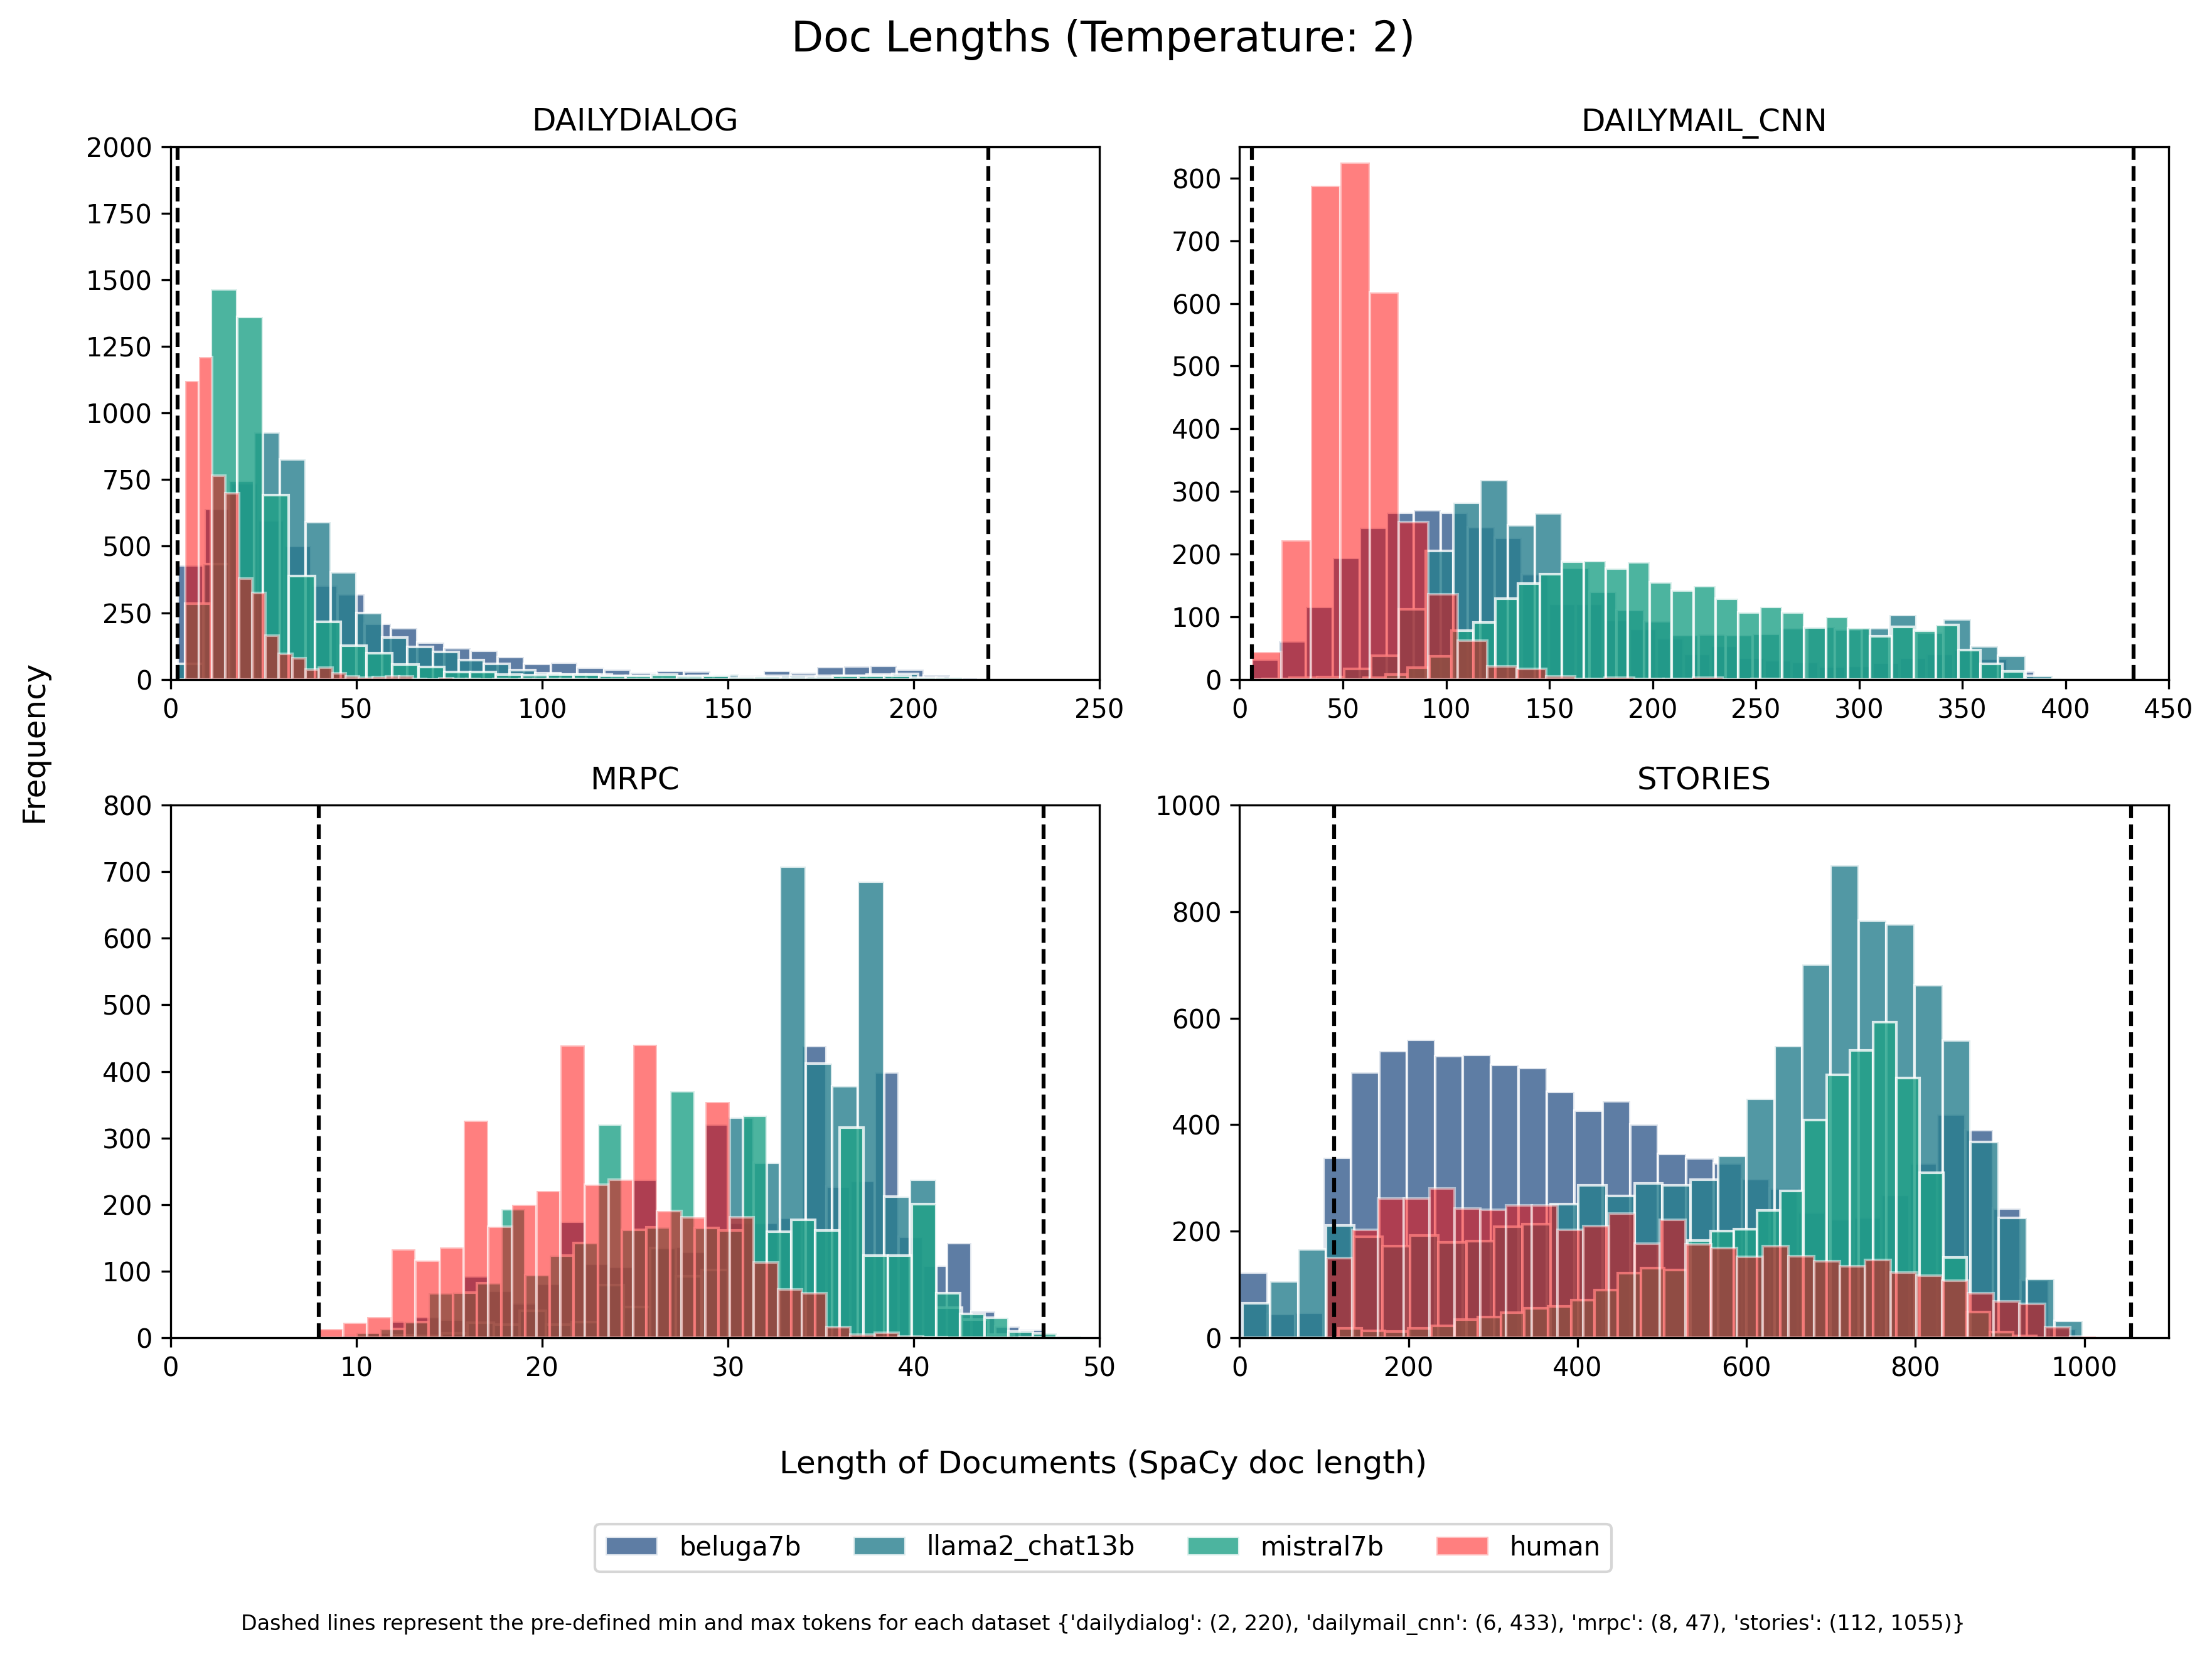 Doc Lengths (Temperature: 2)
DAILYDIALOG
2000
1750
1500
1250
1000
750
500
250
0
0 50 100 150 200 250
DAILYMAIL_CNN
800
700
600
500
400
300
200
100
0
0 50 100 150 200 250 300 350 400 450
Frequency
MRPC
800
700
600
500
400
300
200
100
0
0 10 20 30 40 50
STORIES
1000
800
600
400
200
0
0 200 400 600 800 1000
Length of Documents (SpaCy doc length)
beluga7b llama2_chat13b mistral7b human
Dashed lines represent the pre-defined min and max tokens for each dataset {'dailydialog': (2, 220), 'dailymail_cnn': (6, 433), 'mrpc': (8, 47), 'stories': (112, 1055)}